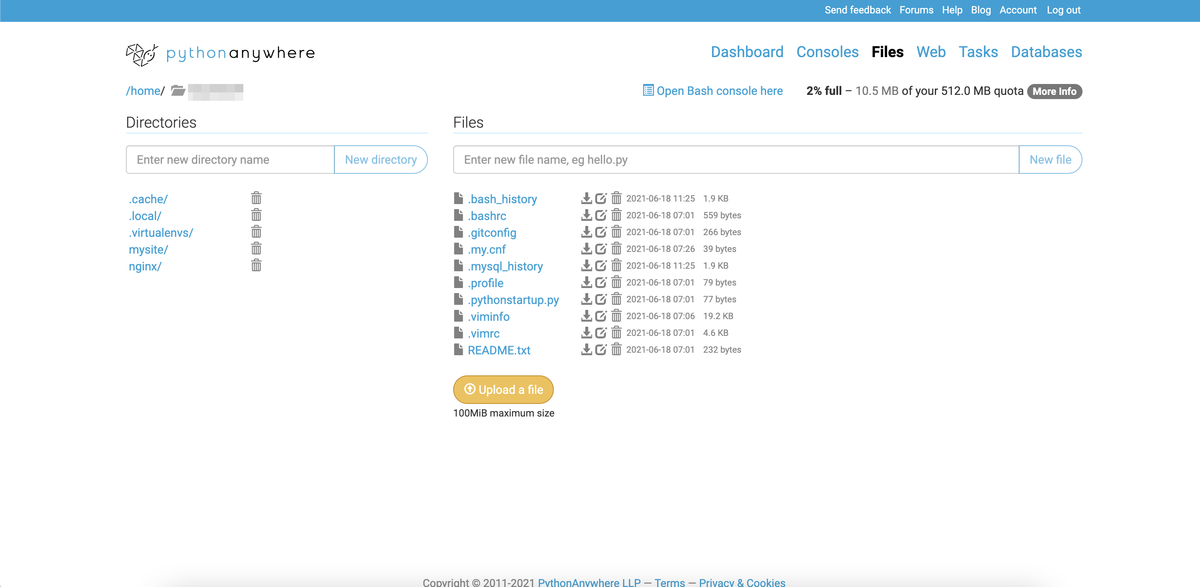 Send feedback Forums Help Blog Account Log out
pythonanywhere
Dashboard Consoles Files Web Tasks Databases
/home/
Open Bash console here 2% full – 10.5 MB of your 512.0 MB quota More Info
Directories
Enter new directory name New directory
.cache/
.local/
.virtualenvs/
mysite/
nginx/
Files
Enter new file name, eg hello.py New file
.bash_history 2021-06-18 11:25 1.9 KB
.bashrc 2021-06-18 07:01 559 bytes
.gitconfig 2021-06-18 07:01 266 bytes
.my.cnf 2021-06-18 07:26 39 bytes
.mysql_history 2021-06-18 11:25 1.9 KB
.profile 2021-06-18 07:01 79 bytes
.pythonstartup.py 2021-06-18 07:01 77 bytes
.viminfo 2021-06-18 07:06 19.2 KB
.vimrc 2021-06-18 07:01 4.6 KB
README.txt 2021-06-18 07:01 232 bytes
Upload a file
100MiB maximum size
Copyright © 2011-2021 PythonAnywhere LLP — Terms — Privacy & Cookies